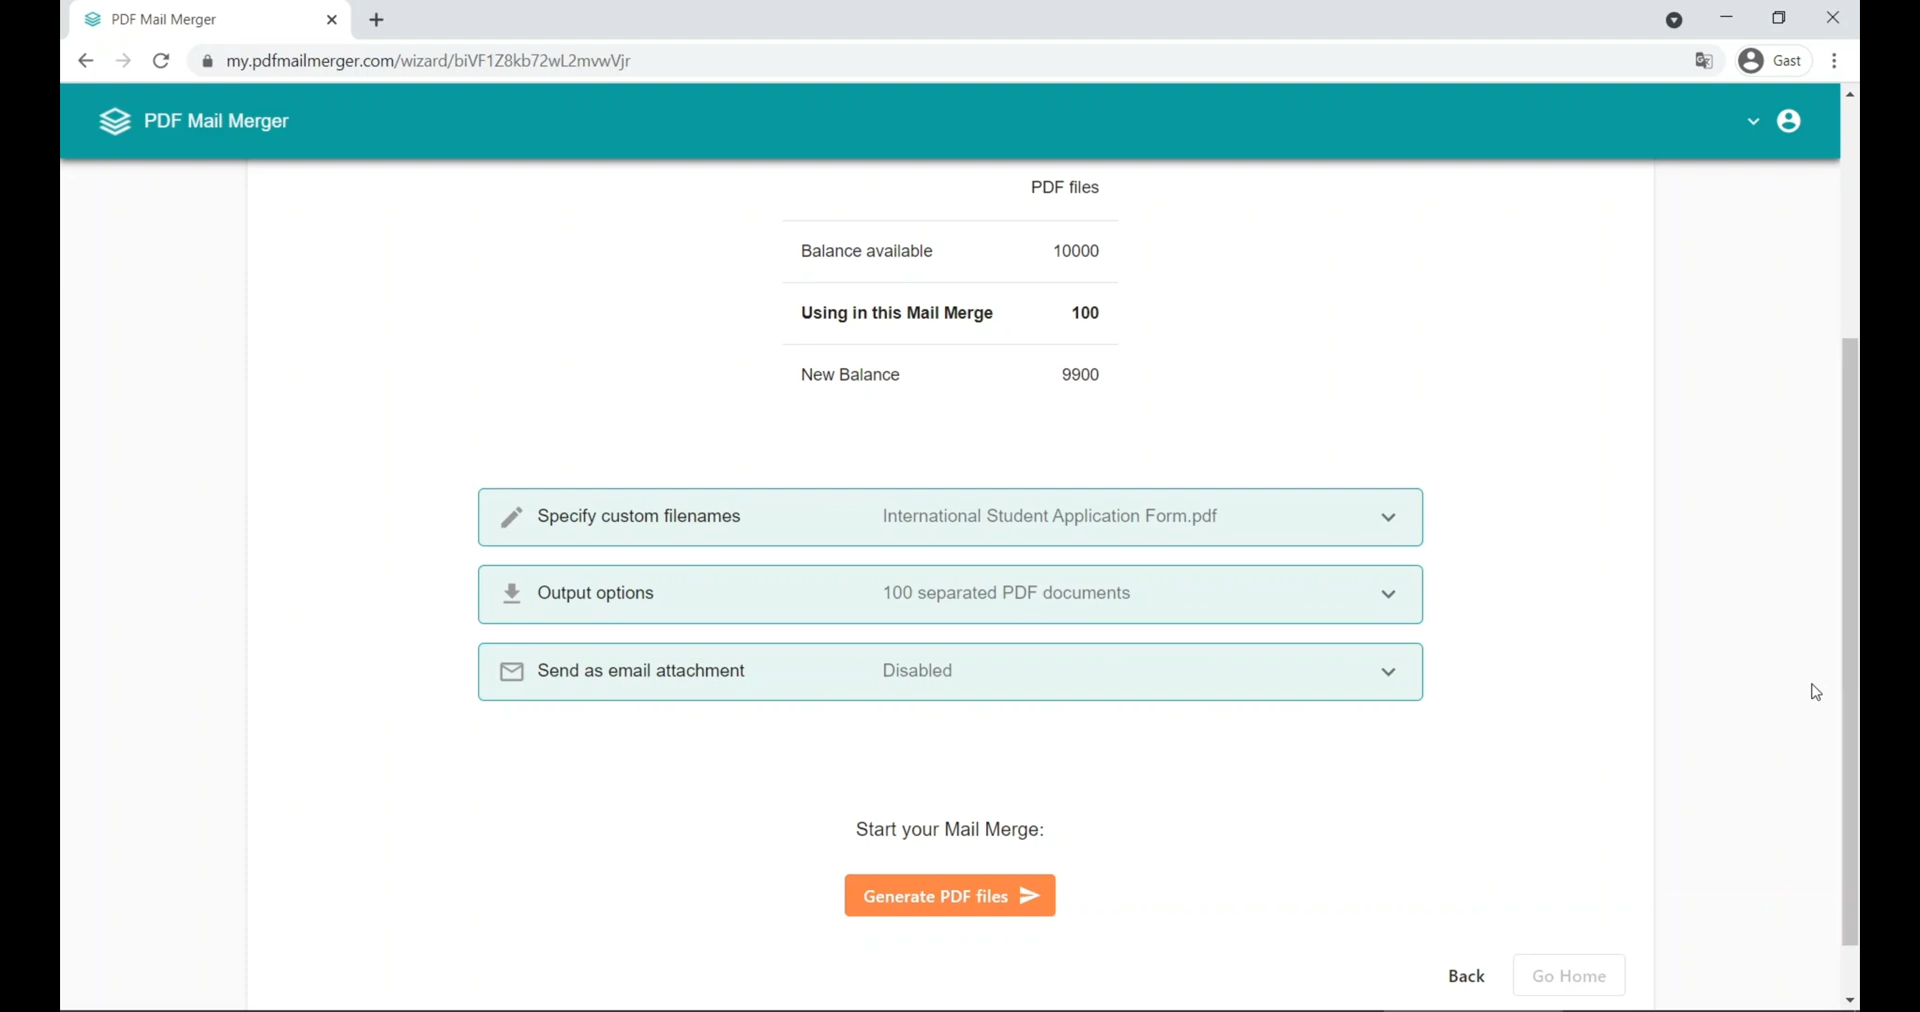 PDF Mail Merger
my.pdfmailmerger.com/wizard/biVF1Z8kb72wL2mvwVjr
Gast
PDF Mail Merger
PDF files
Balance available 10000
Using in this Mail Merge 100
New Balance 9900
Specify custom filenames International Student Application Form.pdf
Output options 100 separated PDF documents
Send as email attachment Disabled
Start your Mail Merge:
Generate PDF files
Back Go Home